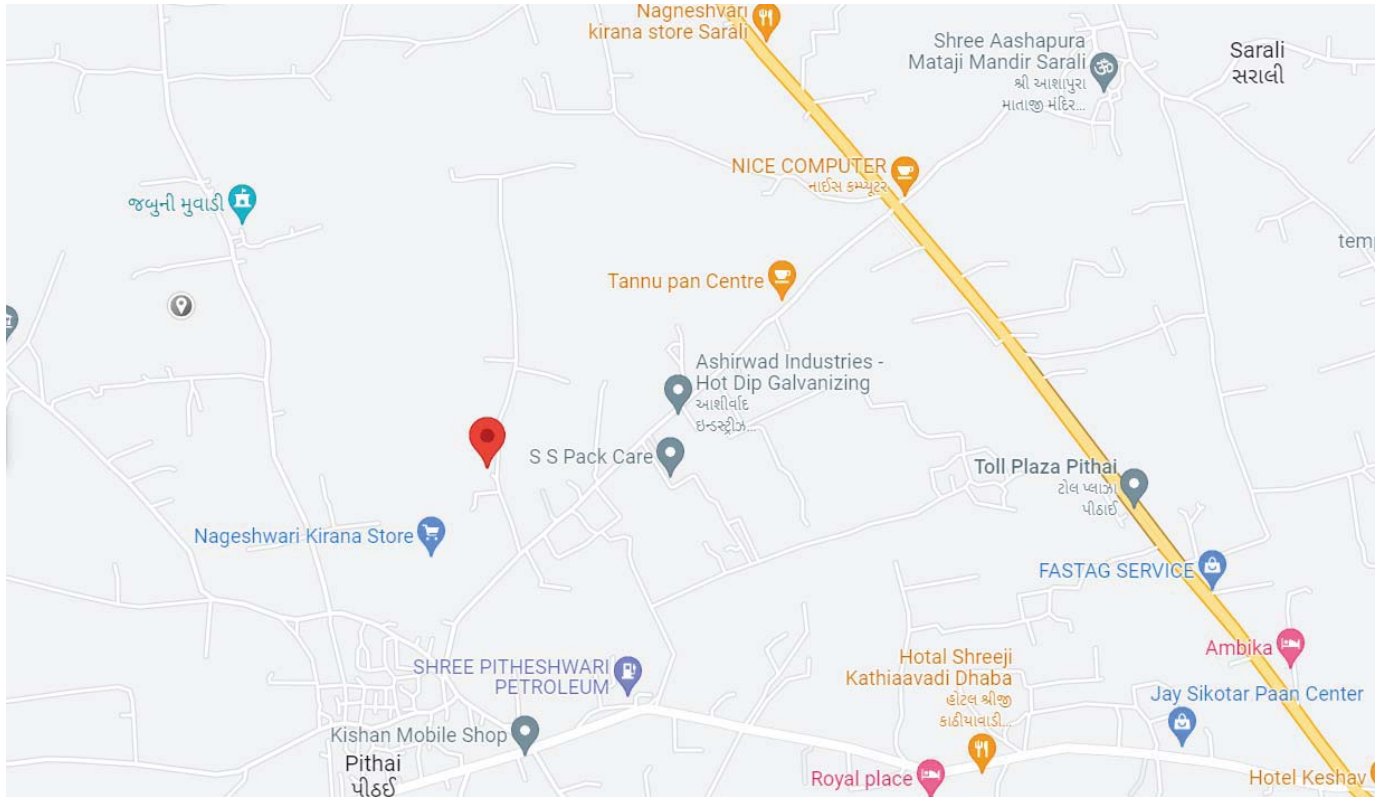 Nagneshvari
kirana store Sarali
Shree Aashapura
Mataji Mandir Sarali
श्री आशापुरा
माताजी मंदिर...
Sarali
સરાલી
NICE COMPUTER
નાઈસ કમ્પ્યૂટર
જબુની મુવાડી
Tannu pan Centre
Ashirwad Industries -
Hot Dip Galvanizing
આશીર્વાદ
ઇન્ડસ્ટ્રીઝ...
S S Pack Care
Toll Plaza Pithai
ટોલ પ્લાઝા
પીઠાઈ
Nageshwari Kirana Store
FASTAG SERVICE
SHREE PITHESHWARI
PETROLEUM
Hotal Shreeji
Kathiaavadi Dhaba
હોટલ શ્રીજી
કાઠીયાવાડી...
Ambika
Jay Sikotar Paan Center
Kishan Mobile Shop
Pithai
પીઠઈ
Royal place
Hotel Keshav